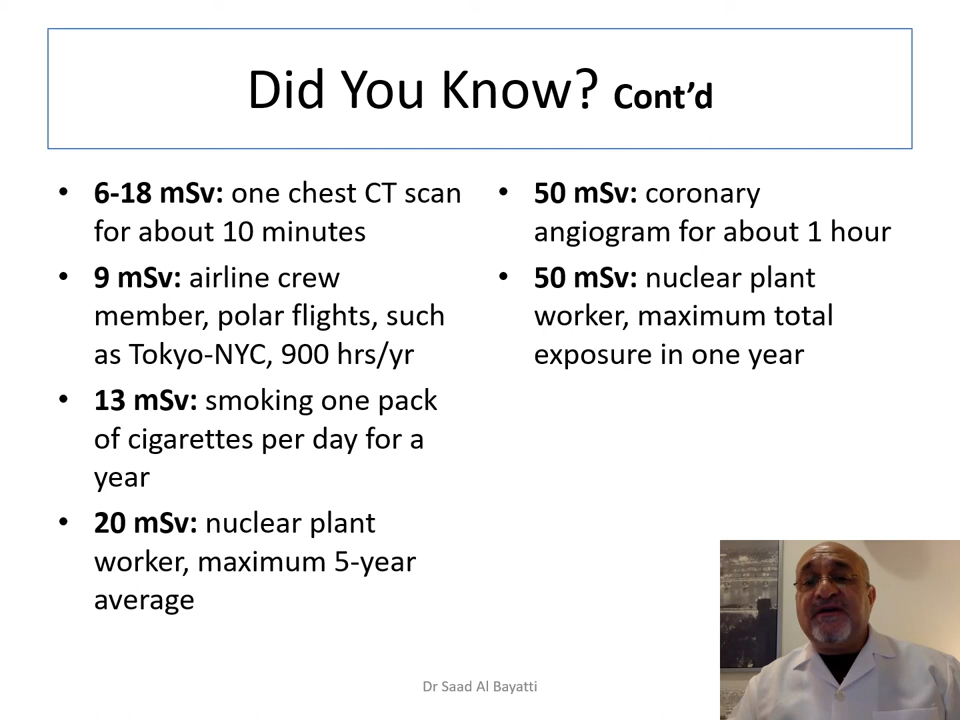 Did You Know? Cont’d
• 6-18 mSv: one chest CT scan
for about 10 minutes
• 9 mSv: airline crew
member, polar flights, such
as Tokyo-NYC, 900 hrs/yr
• 13 mSv: smoking one pack
of cigarettes per day for a
year
• 20 mSv: nuclear plant
worker, maximum 5-year
average
• 50 mSv: coronary
angiogram for about 1 hour
• 50 mSv: nuclear plant
worker, maximum total
exposure in one year
Dr Saad Al Bayatti